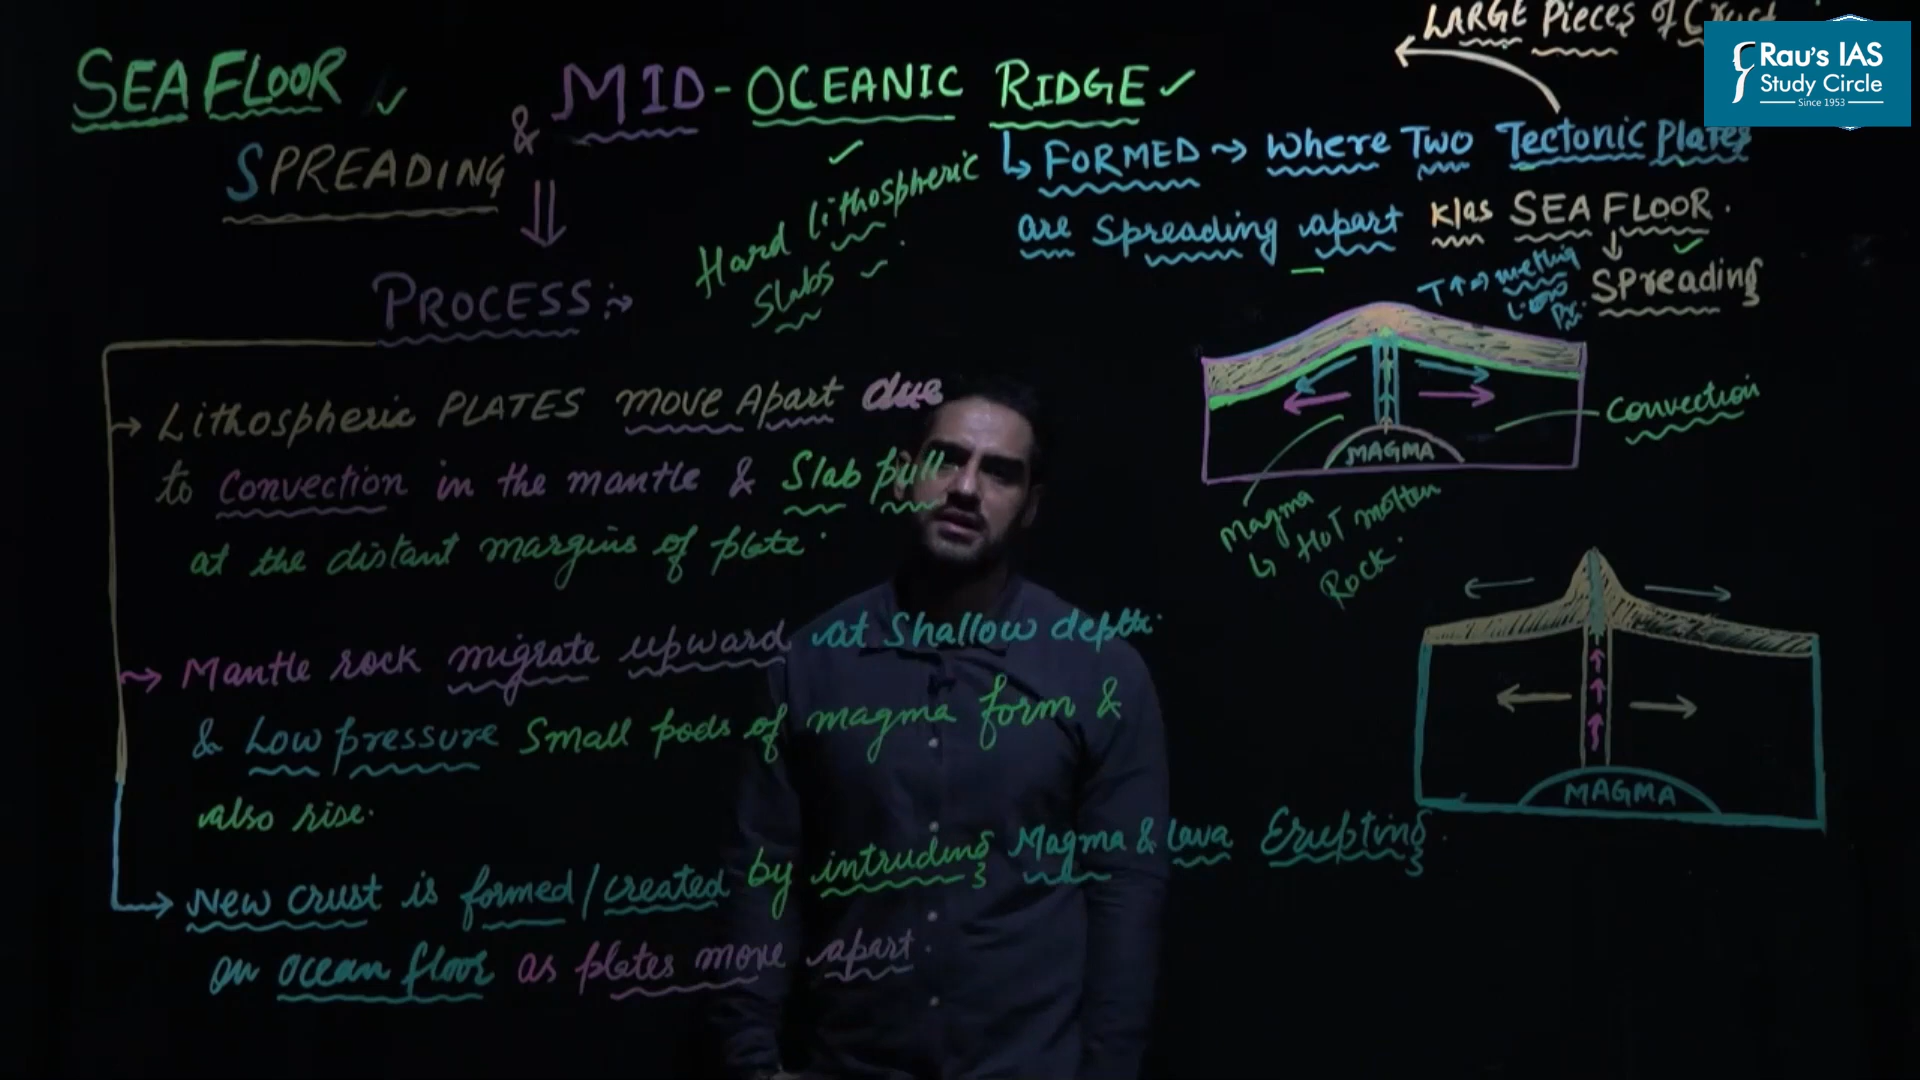 LARGE Pieces of Crust
Rau's IAS
Study Circle
Since 1953
SEA FLOOR
SPREADING
&
MID-OCEANIC RIDGE
FORMED → Where Two Tectonic Plates
are Spreading apart k/as SEA FLOOR.
Spreading
Hard lithospheric
Slabs
T↑ ⇒ melting
Pr.
PROCESS:→
→ Lithospheric PLATES move Apart due
to Convection in the mantle & Slab pull
at the distant margins of plate.
→ Mantle rock migrate upward at Shallow depth.
& Low pressure Small pods of magma form &
also rise.
→ New crust is formed/created by intruding Magma & lava Erupting.
on ocean floor as plates move apart.
MAGMA
Convection
Magma
↳ HOT molten
Rock.
MAGMA